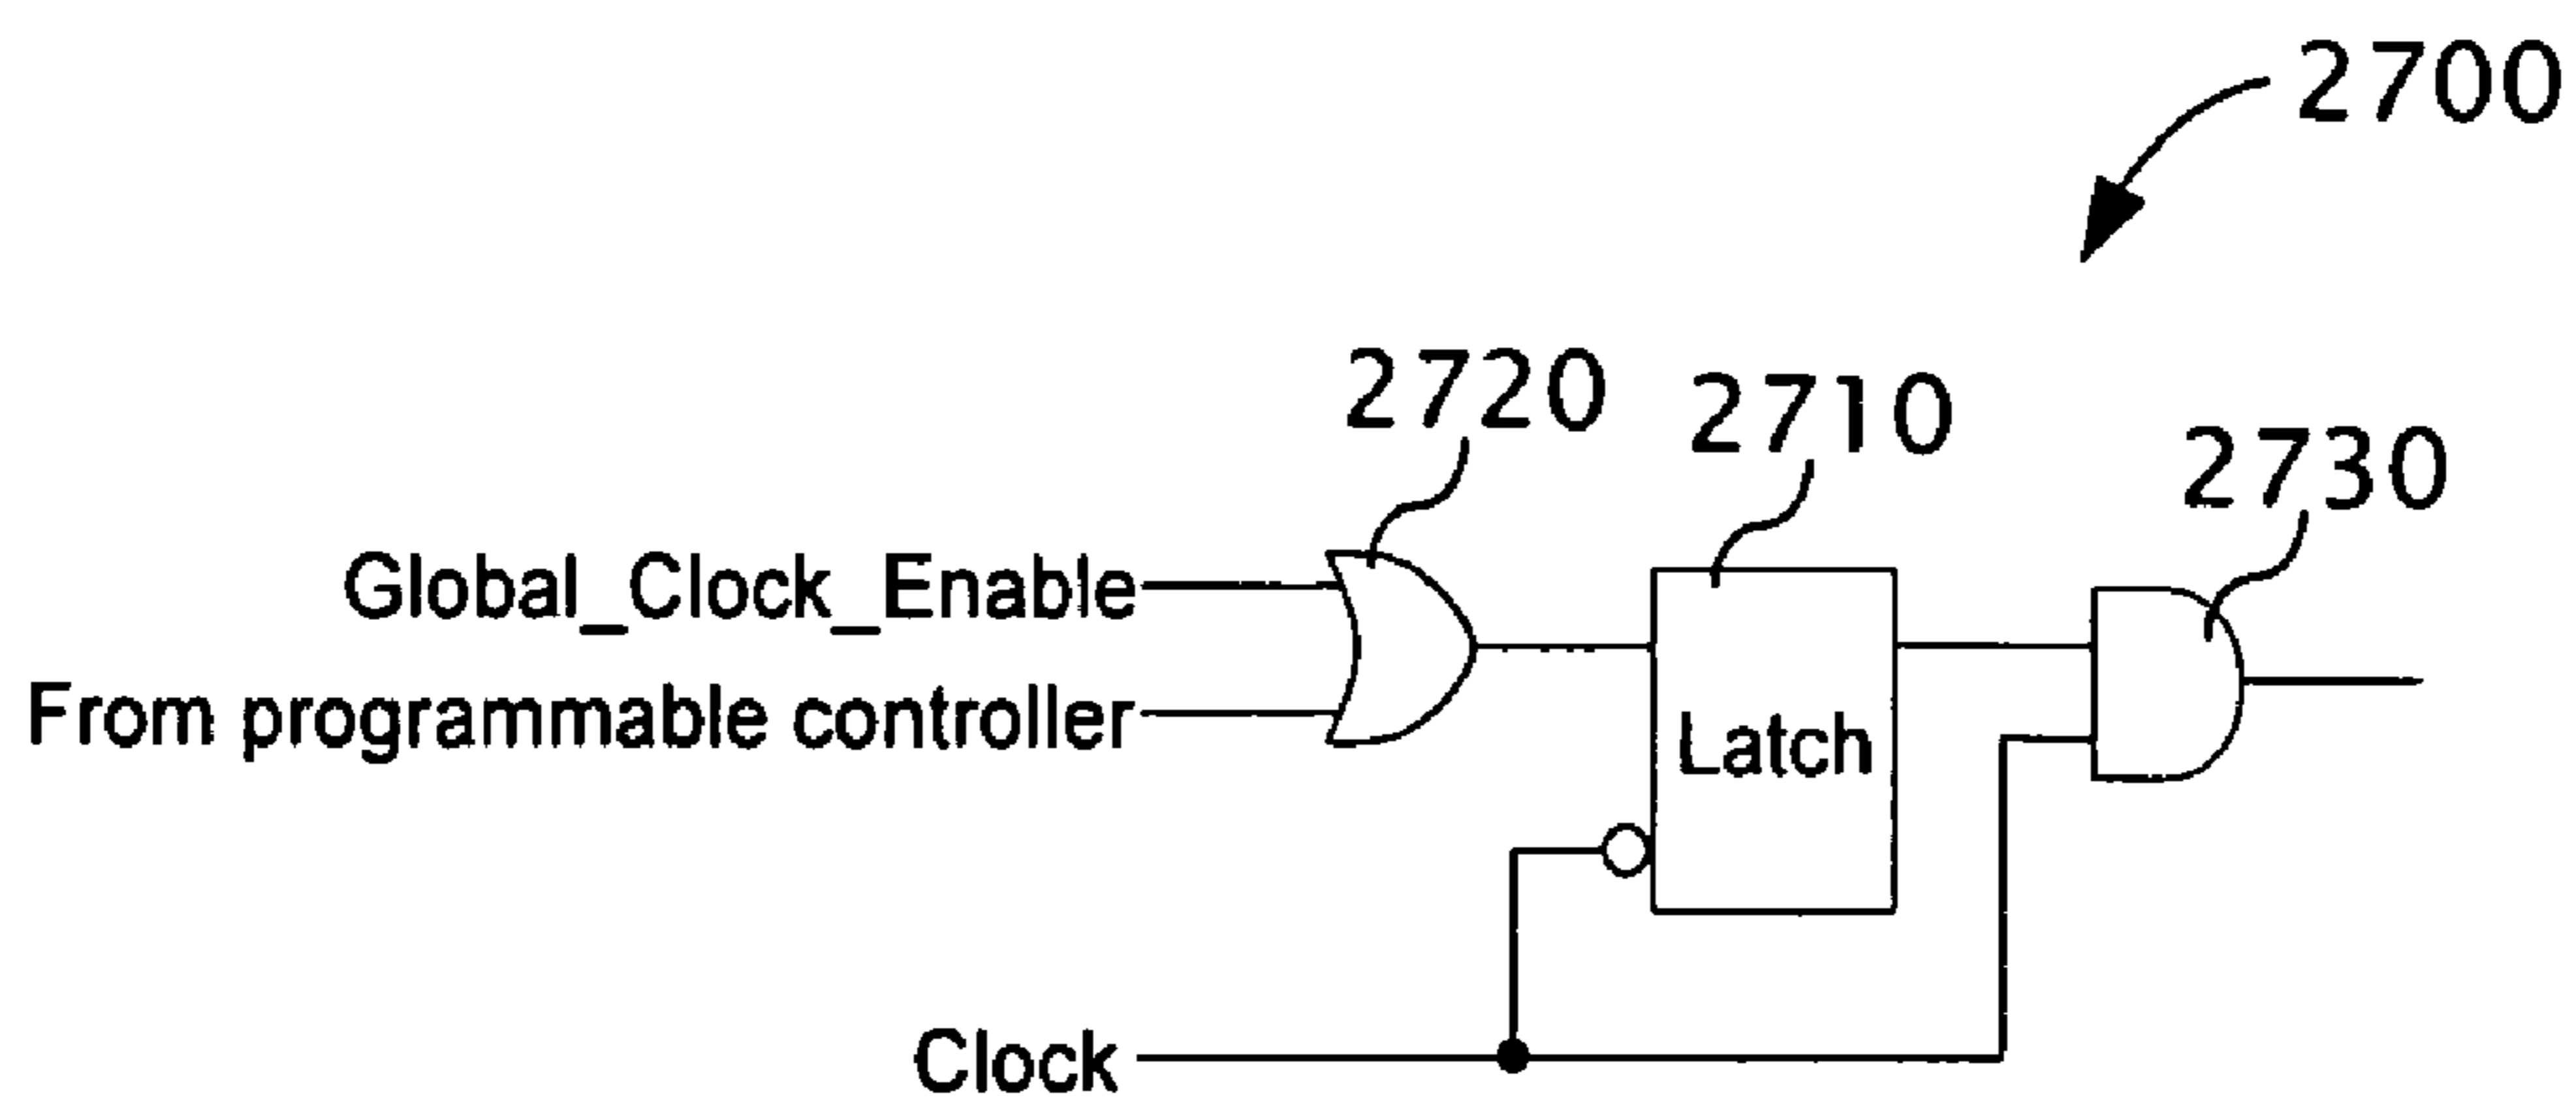 2700
2720
2710
2730
Global_Clock_Enable
From programmable controller
Latch
Clock